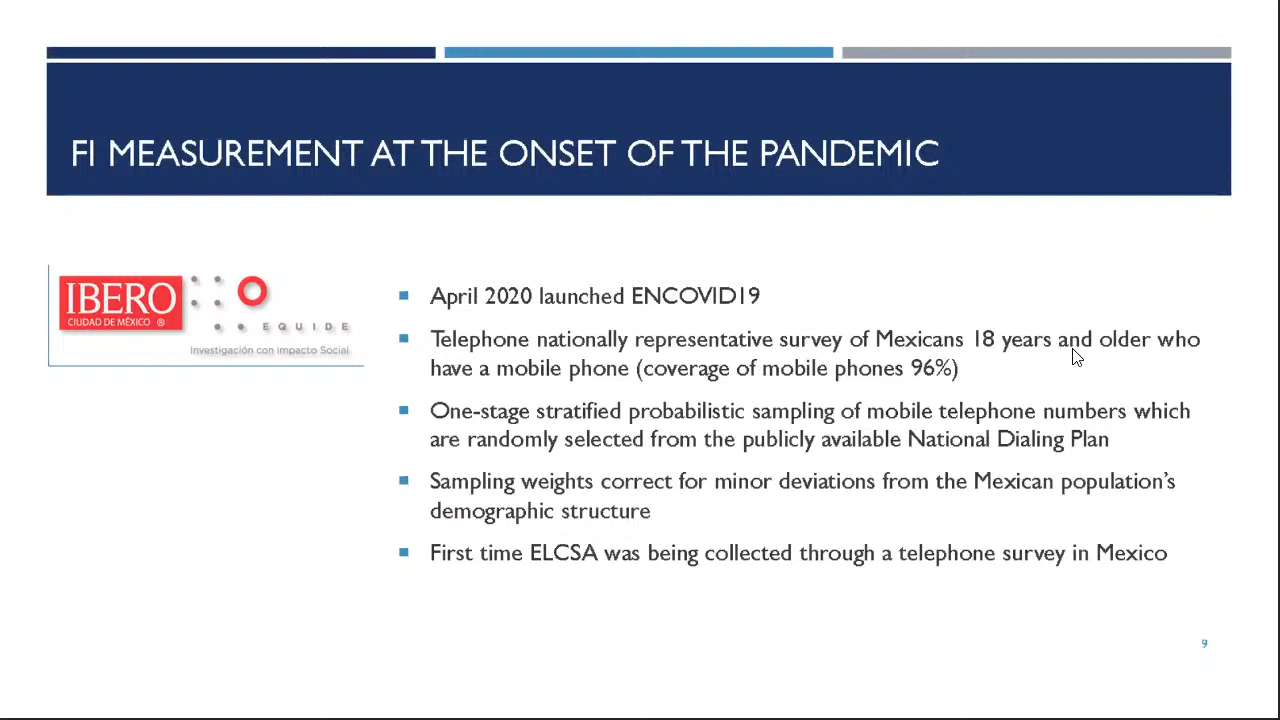 FI MEASUREMENT AT THE ONSET OF THE PANDEMIC
IBERO
CIUDAD DE MÉXICO ®
EQUIDE
Investigación con impacto Social
April 2020 launched ENCOVID19
Telephone nationally representative survey of Mexicans 18 years and older who
have a mobile phone (coverage of mobile phones 96%)
One-stage stratified probabilistic sampling of mobile telephone numbers which
are randomly selected from the publicly available National Dialing Plan
Sampling weights correct for minor deviations from the Mexican population's
demographic structure
First time ELCSA was being collected through a telephone survey in Mexico
9